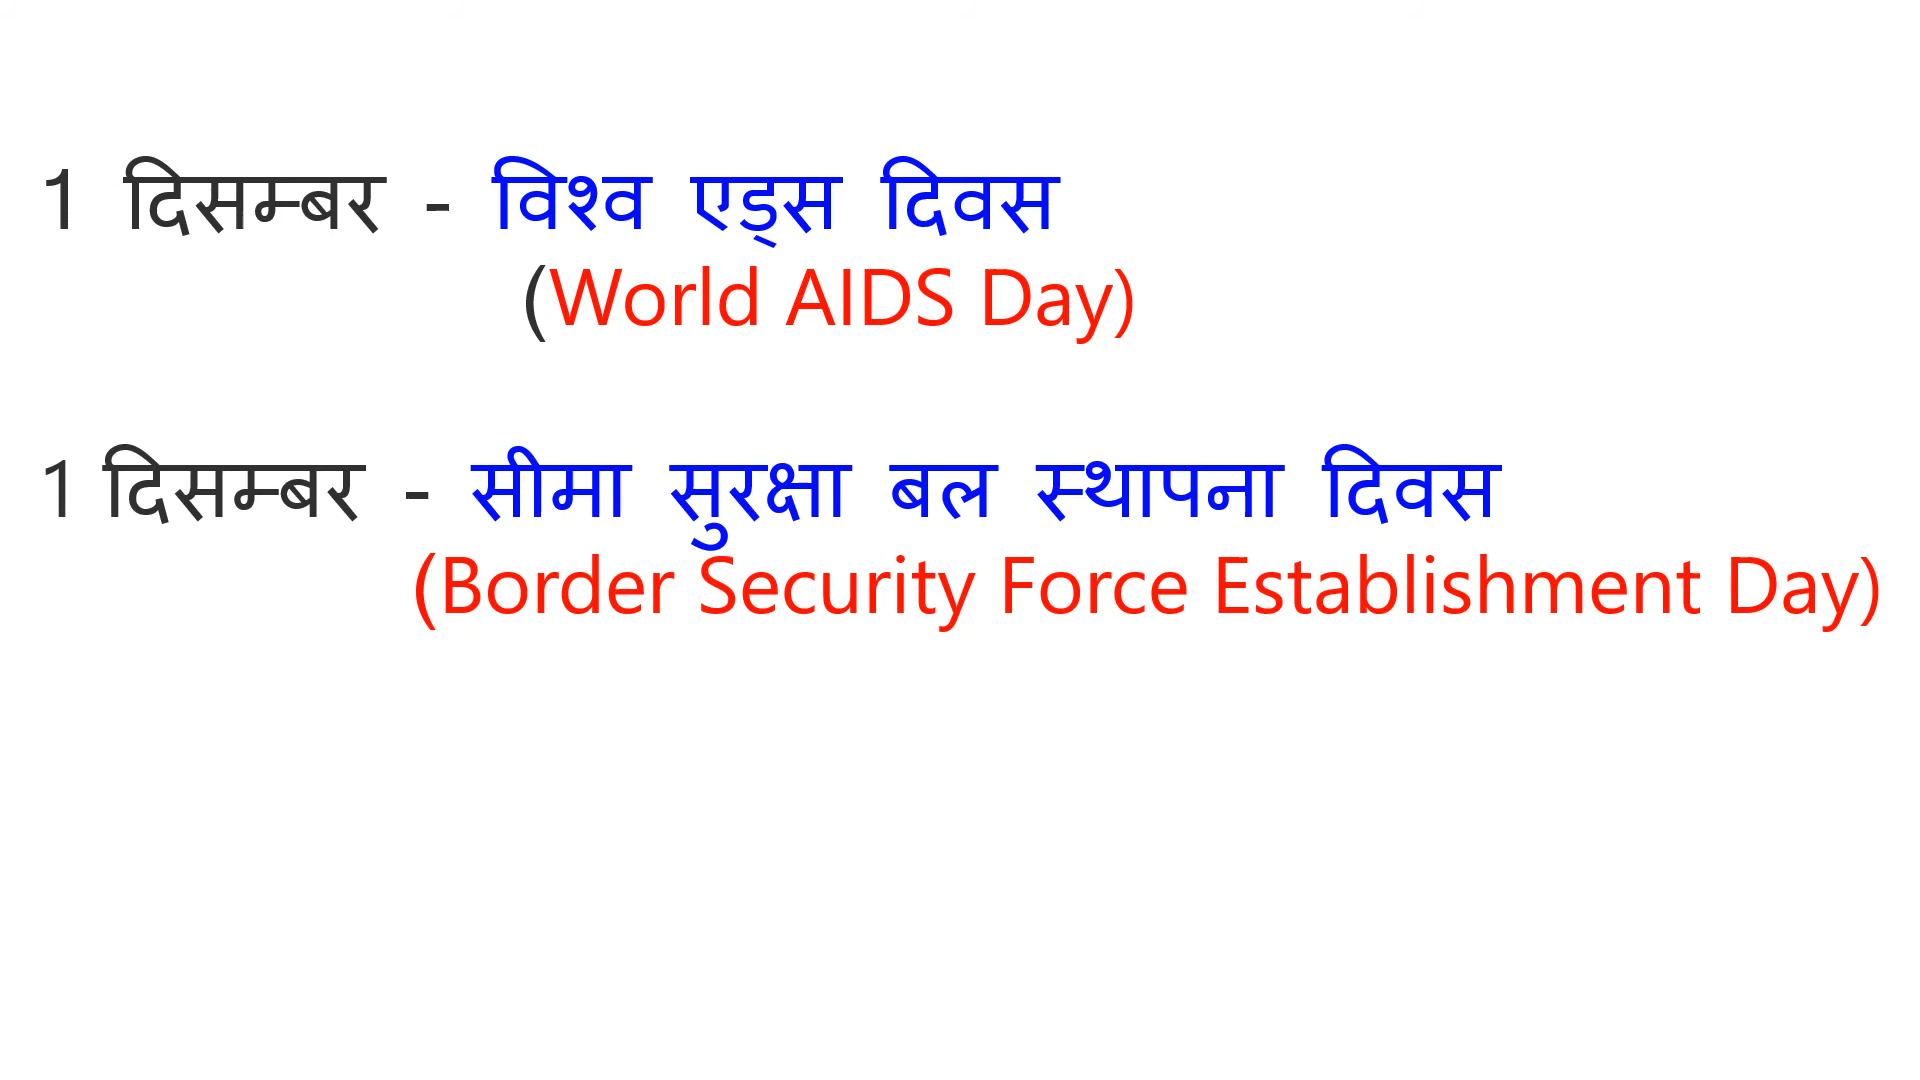 1 दिसम्बर - विश्व एड्स दिवस
(World AIDS Day)
1 दिसम्बर - सीमा सुरक्षा बल स्थापना दिवस
(Border Security Force Establishment Day)